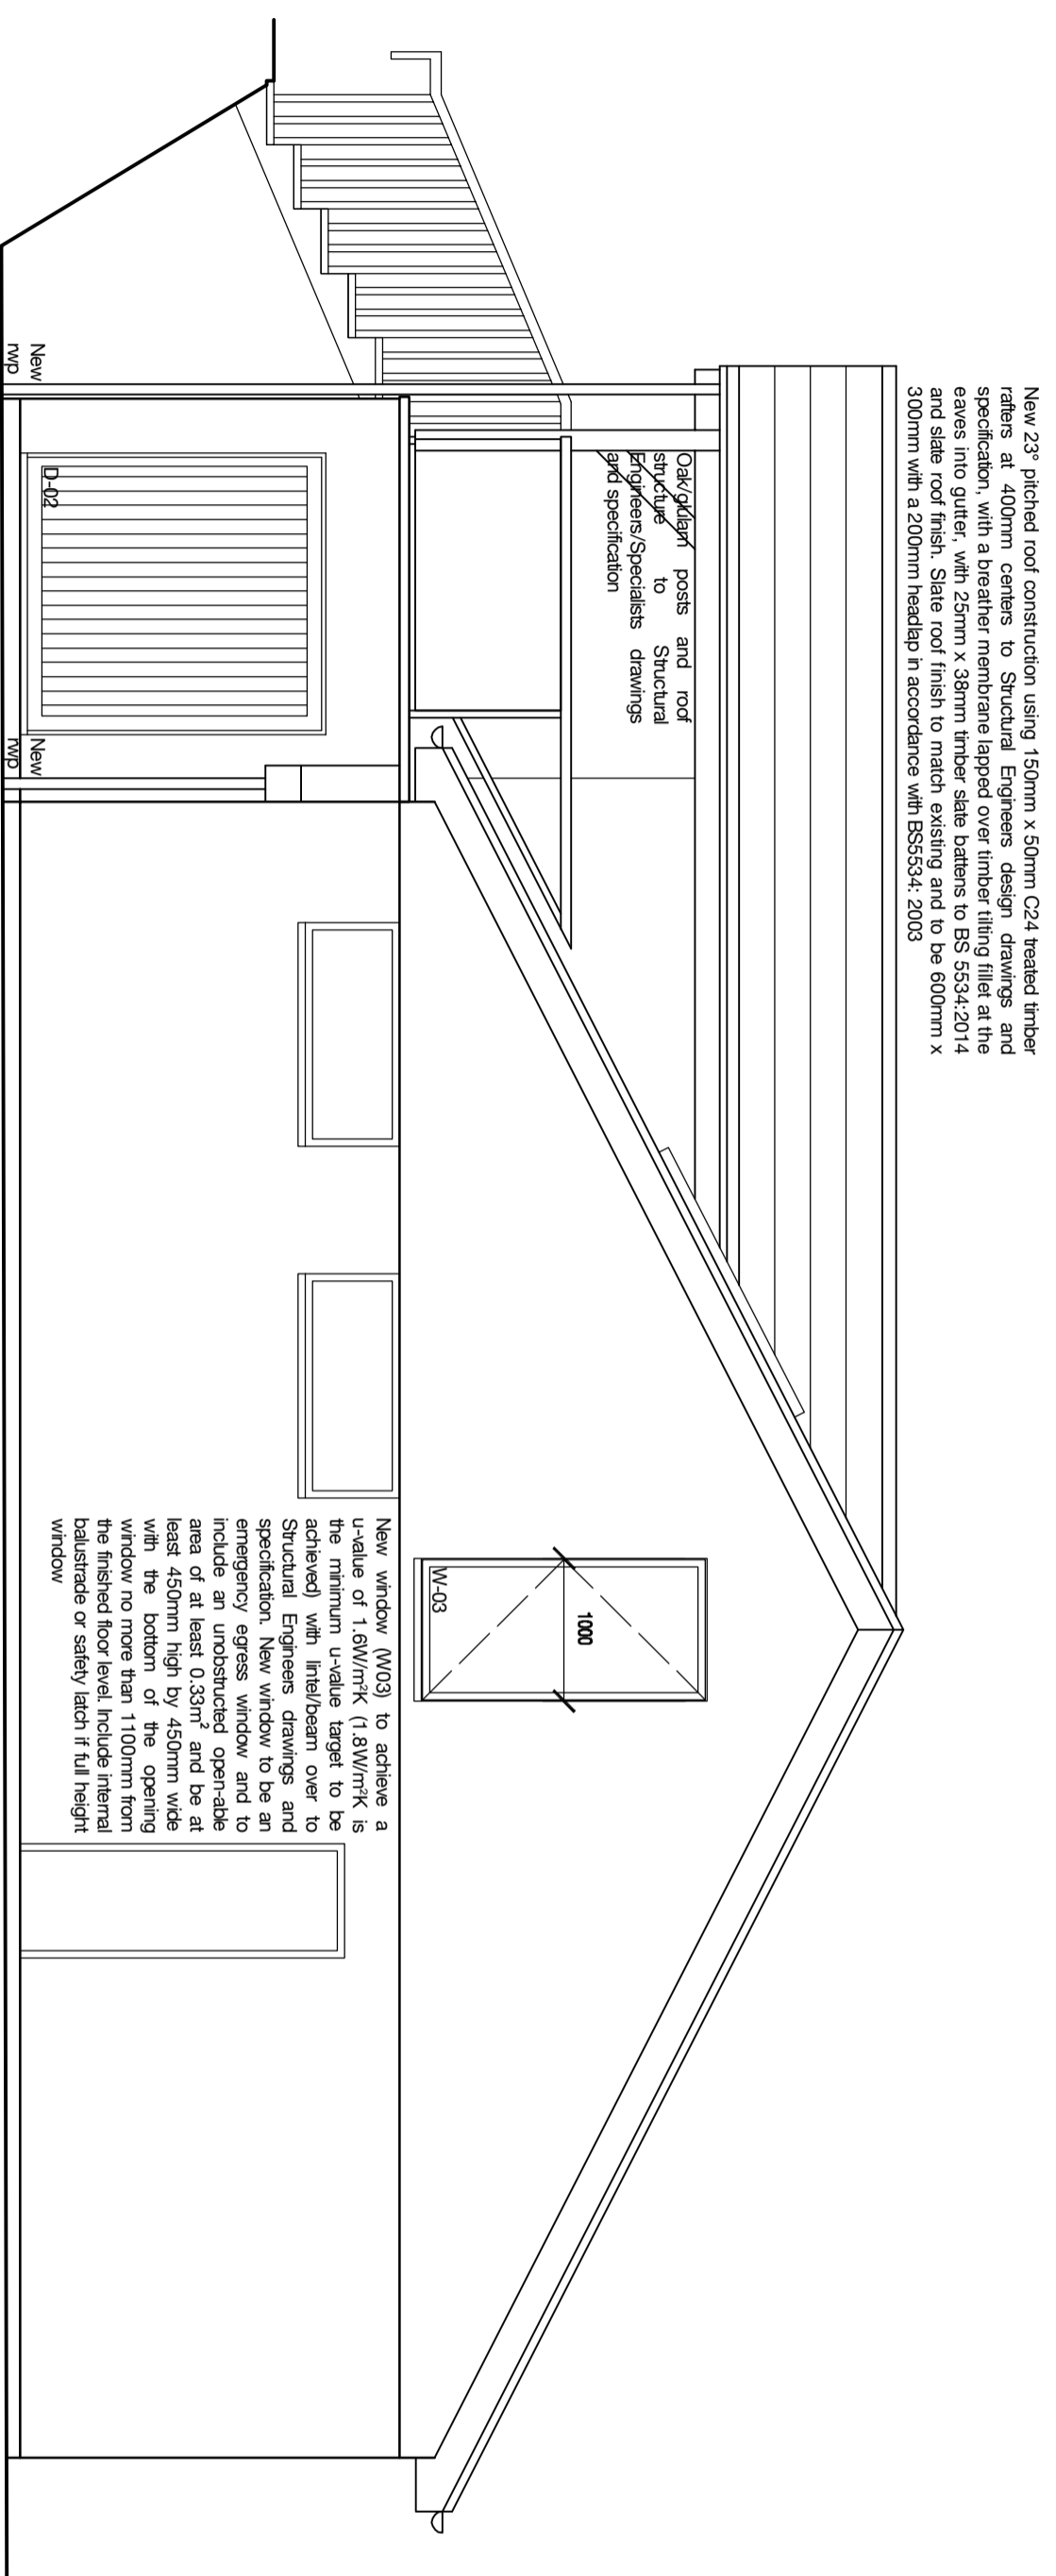 New 23° pitched roof construction using 150mm x 50mm C24 treated timber
rafters at 400mm centers to Structural Engineers design drawings and
specification, with a breather membrane lapped over timber tilting fillet at the
eaves into gutter, with 25mm x 38mm timber slate battens to BS 5534:2014
and slate roof finish. Slate roof finish to match existing and to be 600mm x
300mm with a 200mm headlap in accordance with BS5534: 2003
Oak/glulam posts and roof
structure to Structural
Engineers/Specialists drawings
and specification
1000
W-03
New window (W03) to achieve a
u-value of 1.6W/m²K (1.8W/m²K is
the minimum u-value target to be
achieved) with lintel/beam over to
Structural Engineers drawings and
specification. New window to be an
emergency egress window and to
include an unobstructed open-able
area of at least 0.33m² and be at
least 450mm high by 450mm wide
with the bottom of the opening
window no more than 1100mm from
the finished floor level. Include internal
balustrade or safety latch if full height
window
D-02
New
rwp
New
rwp